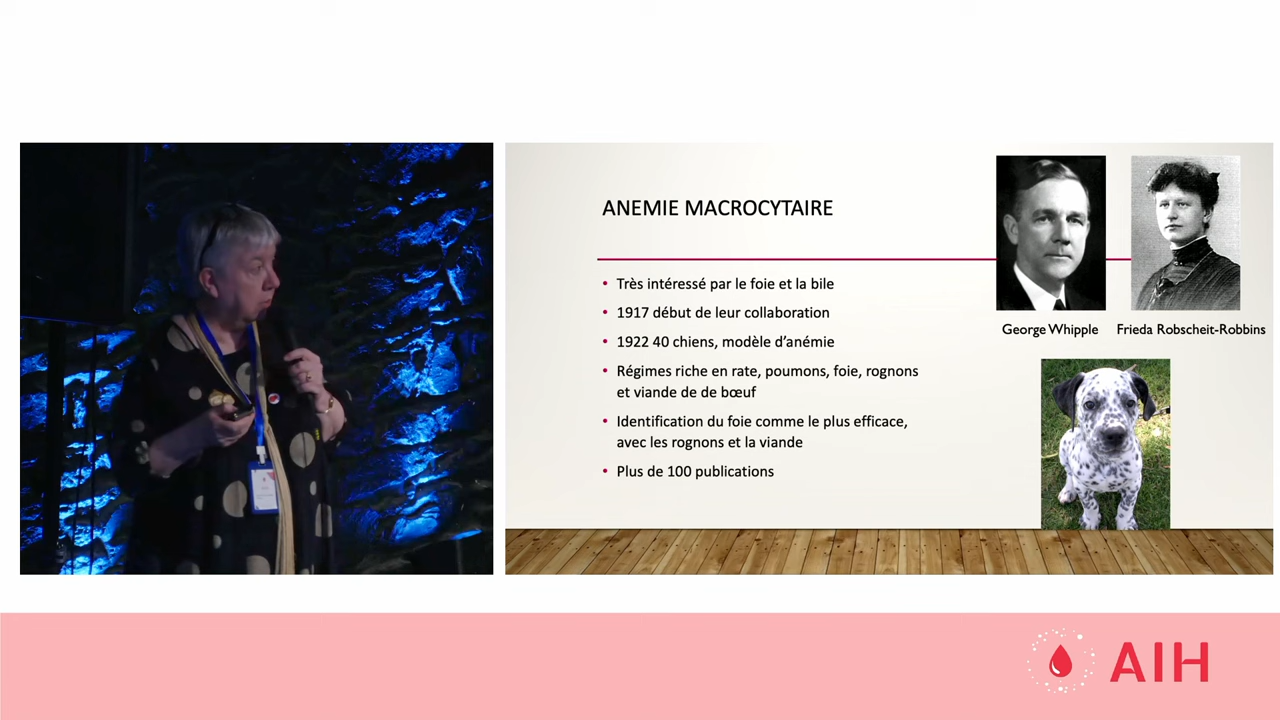 ANEMIE MACROCYTAIRE
• Très intéressé par le foie et la bile
• 1917 début de leur collaboration
• 1922 40 chiens, modèle d’anémie
• Régimes riche en rate, poumons, foie, rognons
et viande de de bœuf
• Identification du foie comme le plus efficace,
avec les rognons et la viande
• Plus de 100 publications
George Whipple
Frieda Robscheit-Robbins
AIH